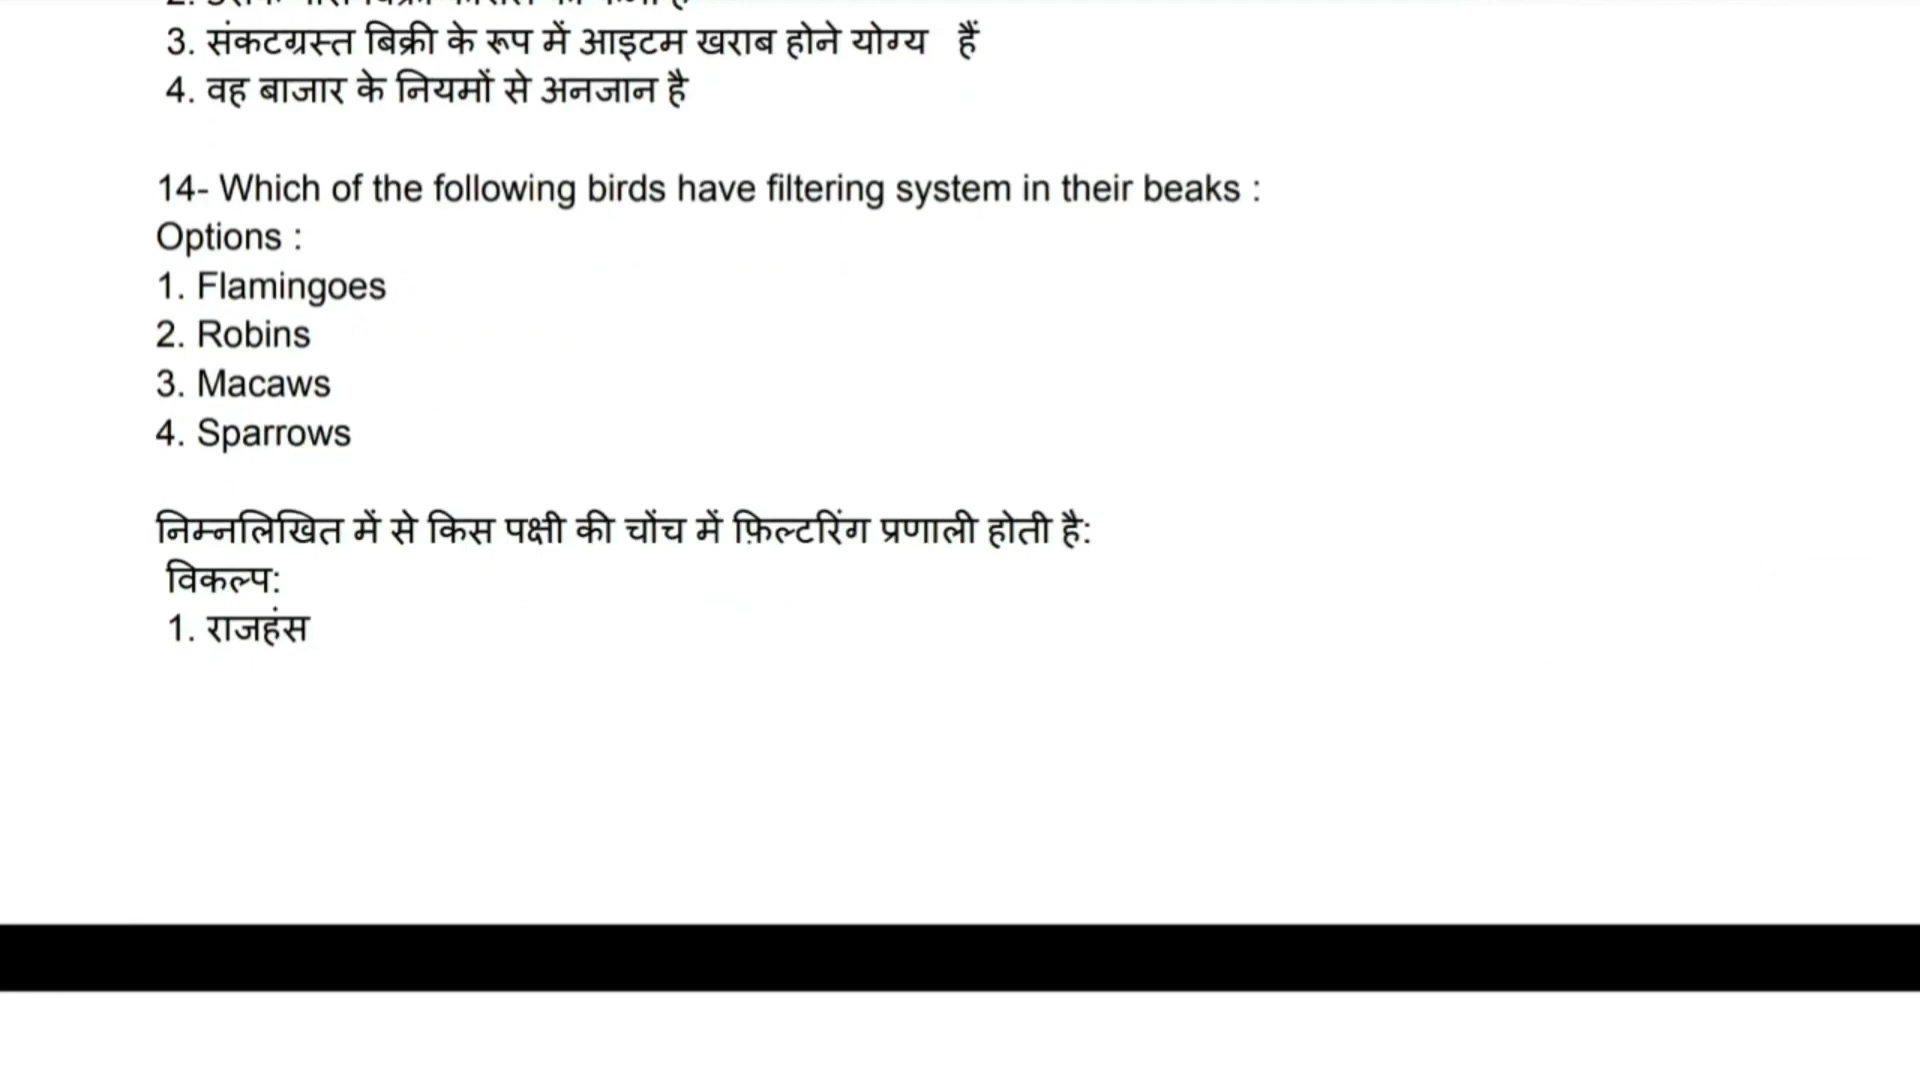 3. संकटग्रस्त बिक्री के रूप में आइटम खराब होने योग्य हैं
4. वह बाजार के नियमों से अनजान है
14- Which of the following birds have filtering system in their beaks :
Options :
1. Flamingoes
2. Robins
3. Macaws
4. Sparrows
निम्नलिखित में से किस पक्षी की चोंच में फ़िल्टरिंग प्रणाली होती है:
विकल्प:
1. राजहंस